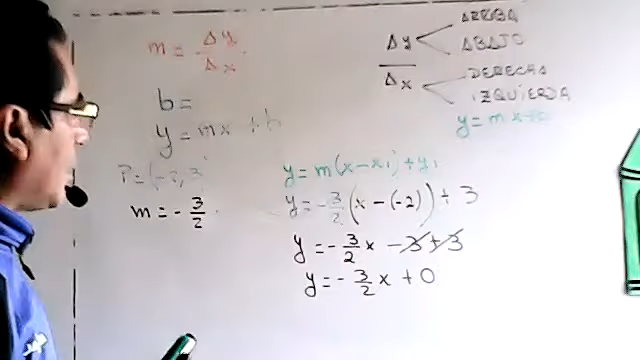 m = Δy/Δx
Δy/Δx
ARRIBA
ABAJO
DERECHA
IZQUIERDA
b =
y = mx + b
y = mx + b
P = (-2, 3)
m = -3/2
y = m(x - x₁) + y₁
y = -3/2 (x - (-2)) + 3
y = -3/2 x - 3 + 3
y = -3/2 x + 0